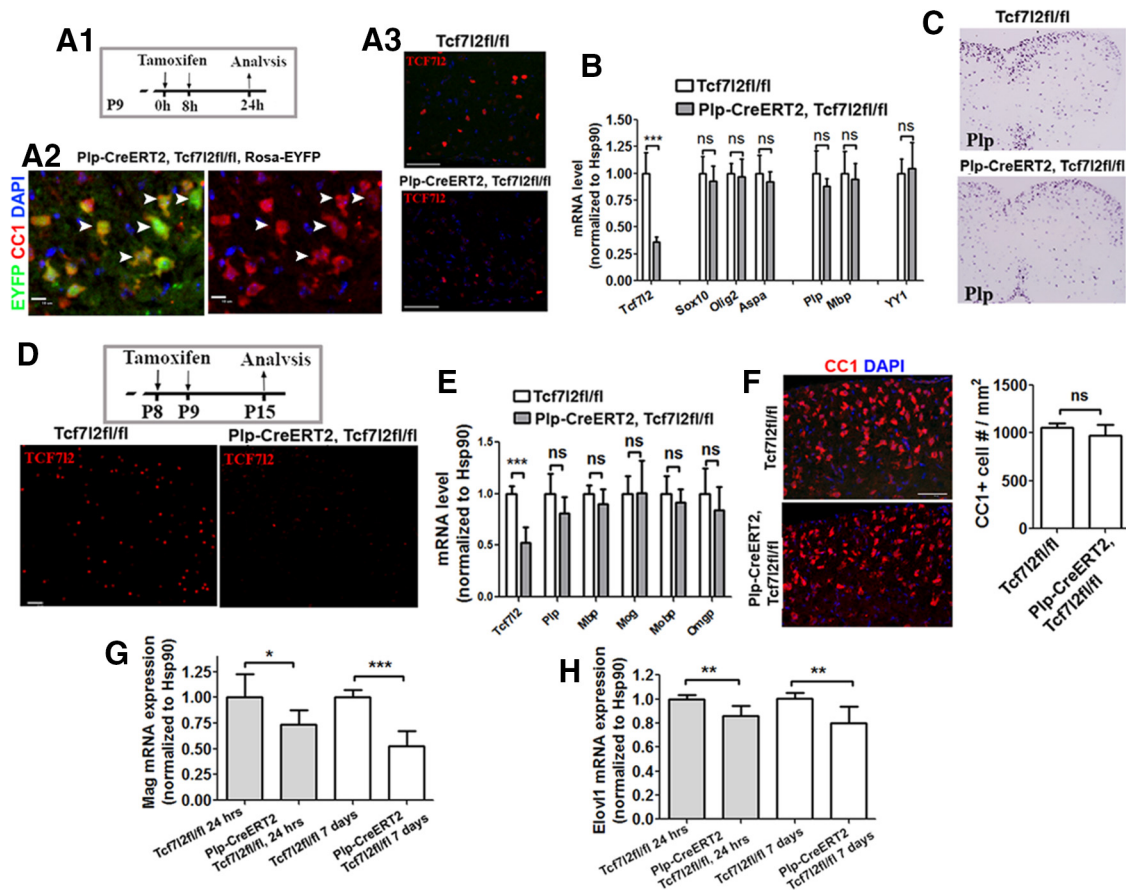 A1
Tamoxifen Analvsis
P9 0h 8h 24h
A2
Plp-CreERT2, Tcf7l2fl/fl, Rosa-EYFP
EYFP CC1 DAPI
A3
Tcf7l2fl/fl
TCF7l2
Plp-CreERT2, Tcf7l2fl/fl
TCF7l2
B
Tcf7l2fl/fl
Plp-CreERT2, Tcf7l2fl/fl
mRNA level
(normalized to Hsp90)
1.50
1.25
1.00
0.75
0.50
0.25
0.00
*** ns ns ns ns ns ns
Tcf7l2 Sox10 Olig2 Aspa Plp Mbp YY1
C
Tcf7l2fl/fl
Plp
Plp-CreERT2, Tcf7l2fl/fl
Plp
D
Tamoxifen Analvsis
P8 P9 P15
Tcf7l2fl/fl
Plp-CreERT2, Tcf7l2fl/fl
TCF7l2
TCF7l2
E
Tcf7l2fl/fl
Plp-CreERT2, Tcf7l2fl/fl
mRNA level
(normalized to Hsp90)
1.5
1.0
0.5
0.0
*** ns ns ns ns ns
Tcf7l2 Plp Mbp Mog Mobp Omgp
F
CC1 DAPI
Tcf7l2fl/fl
Plp-CreERT2,
Tcf7l2fl/fl
CC1+ cell # / mm2
1500
1000
500
0
ns
Tcf7l2fl/fl
Plp-CreERT2,
Tcf7l2fl/fl
G
Mag mRNA expression
(normalized to Hsp90)
1.25
1.00
0.75
0.50
0.25
0.00
* ***
Tcf7l2fl/fl 24 hrs
Plp-CreERT2
Tcf7l2fl/fl, 24 hrs
Tcf7l2fl/fl 7 days
Plp-CreERT2
Tcf7l2fl/fl 7 days
H
Elovl1 mRNA expression
(normalized to Hsp90)
1.2
1.0
0.8
0.6
0.4
0.2
0.0
** **
Tcf7l2fl/fl 24 hrs
Plp-CreERT2
Tcf7l2fl/fl, 24 hrs
Tcf7l2fl/fl 7 days
Plp-CreERT2
Tcf7l2fl/fl 7 days